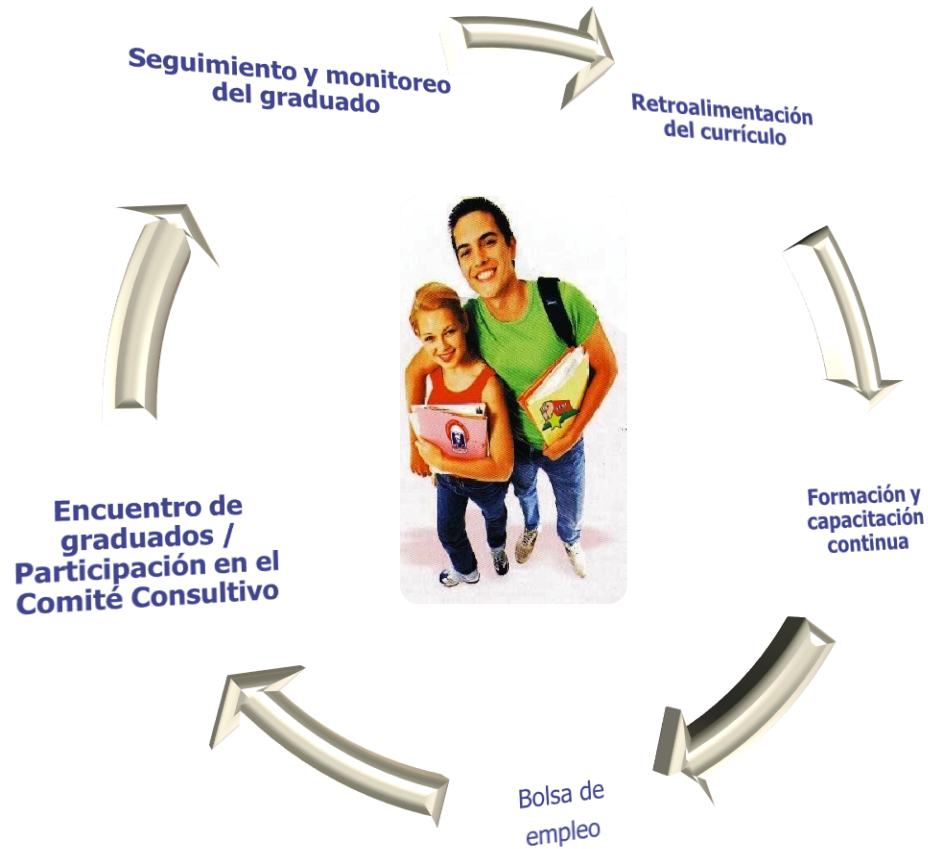 Seguimiento y monitoreo
del graduado
Retroalimentación
del currículo
Formación y
capacitación
continua
Bolsa de
empleo
Encuentro de
graduados /
Participación en el
Comité Consultivo